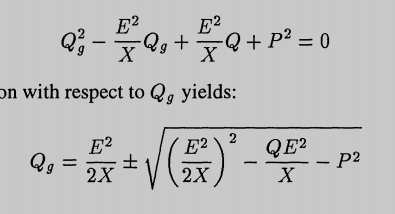 Q_g^2 − \frac{E^2}{X} Q_g + \frac{E^2}{X} Q + P^2 = 0
on with respect to Q_g yields:
Q_g = \frac{E^2}{2X} ± \sqrt{\left(\frac{E^2}{2X}\right)^2 − \frac{QE^2}{X} − P^2}